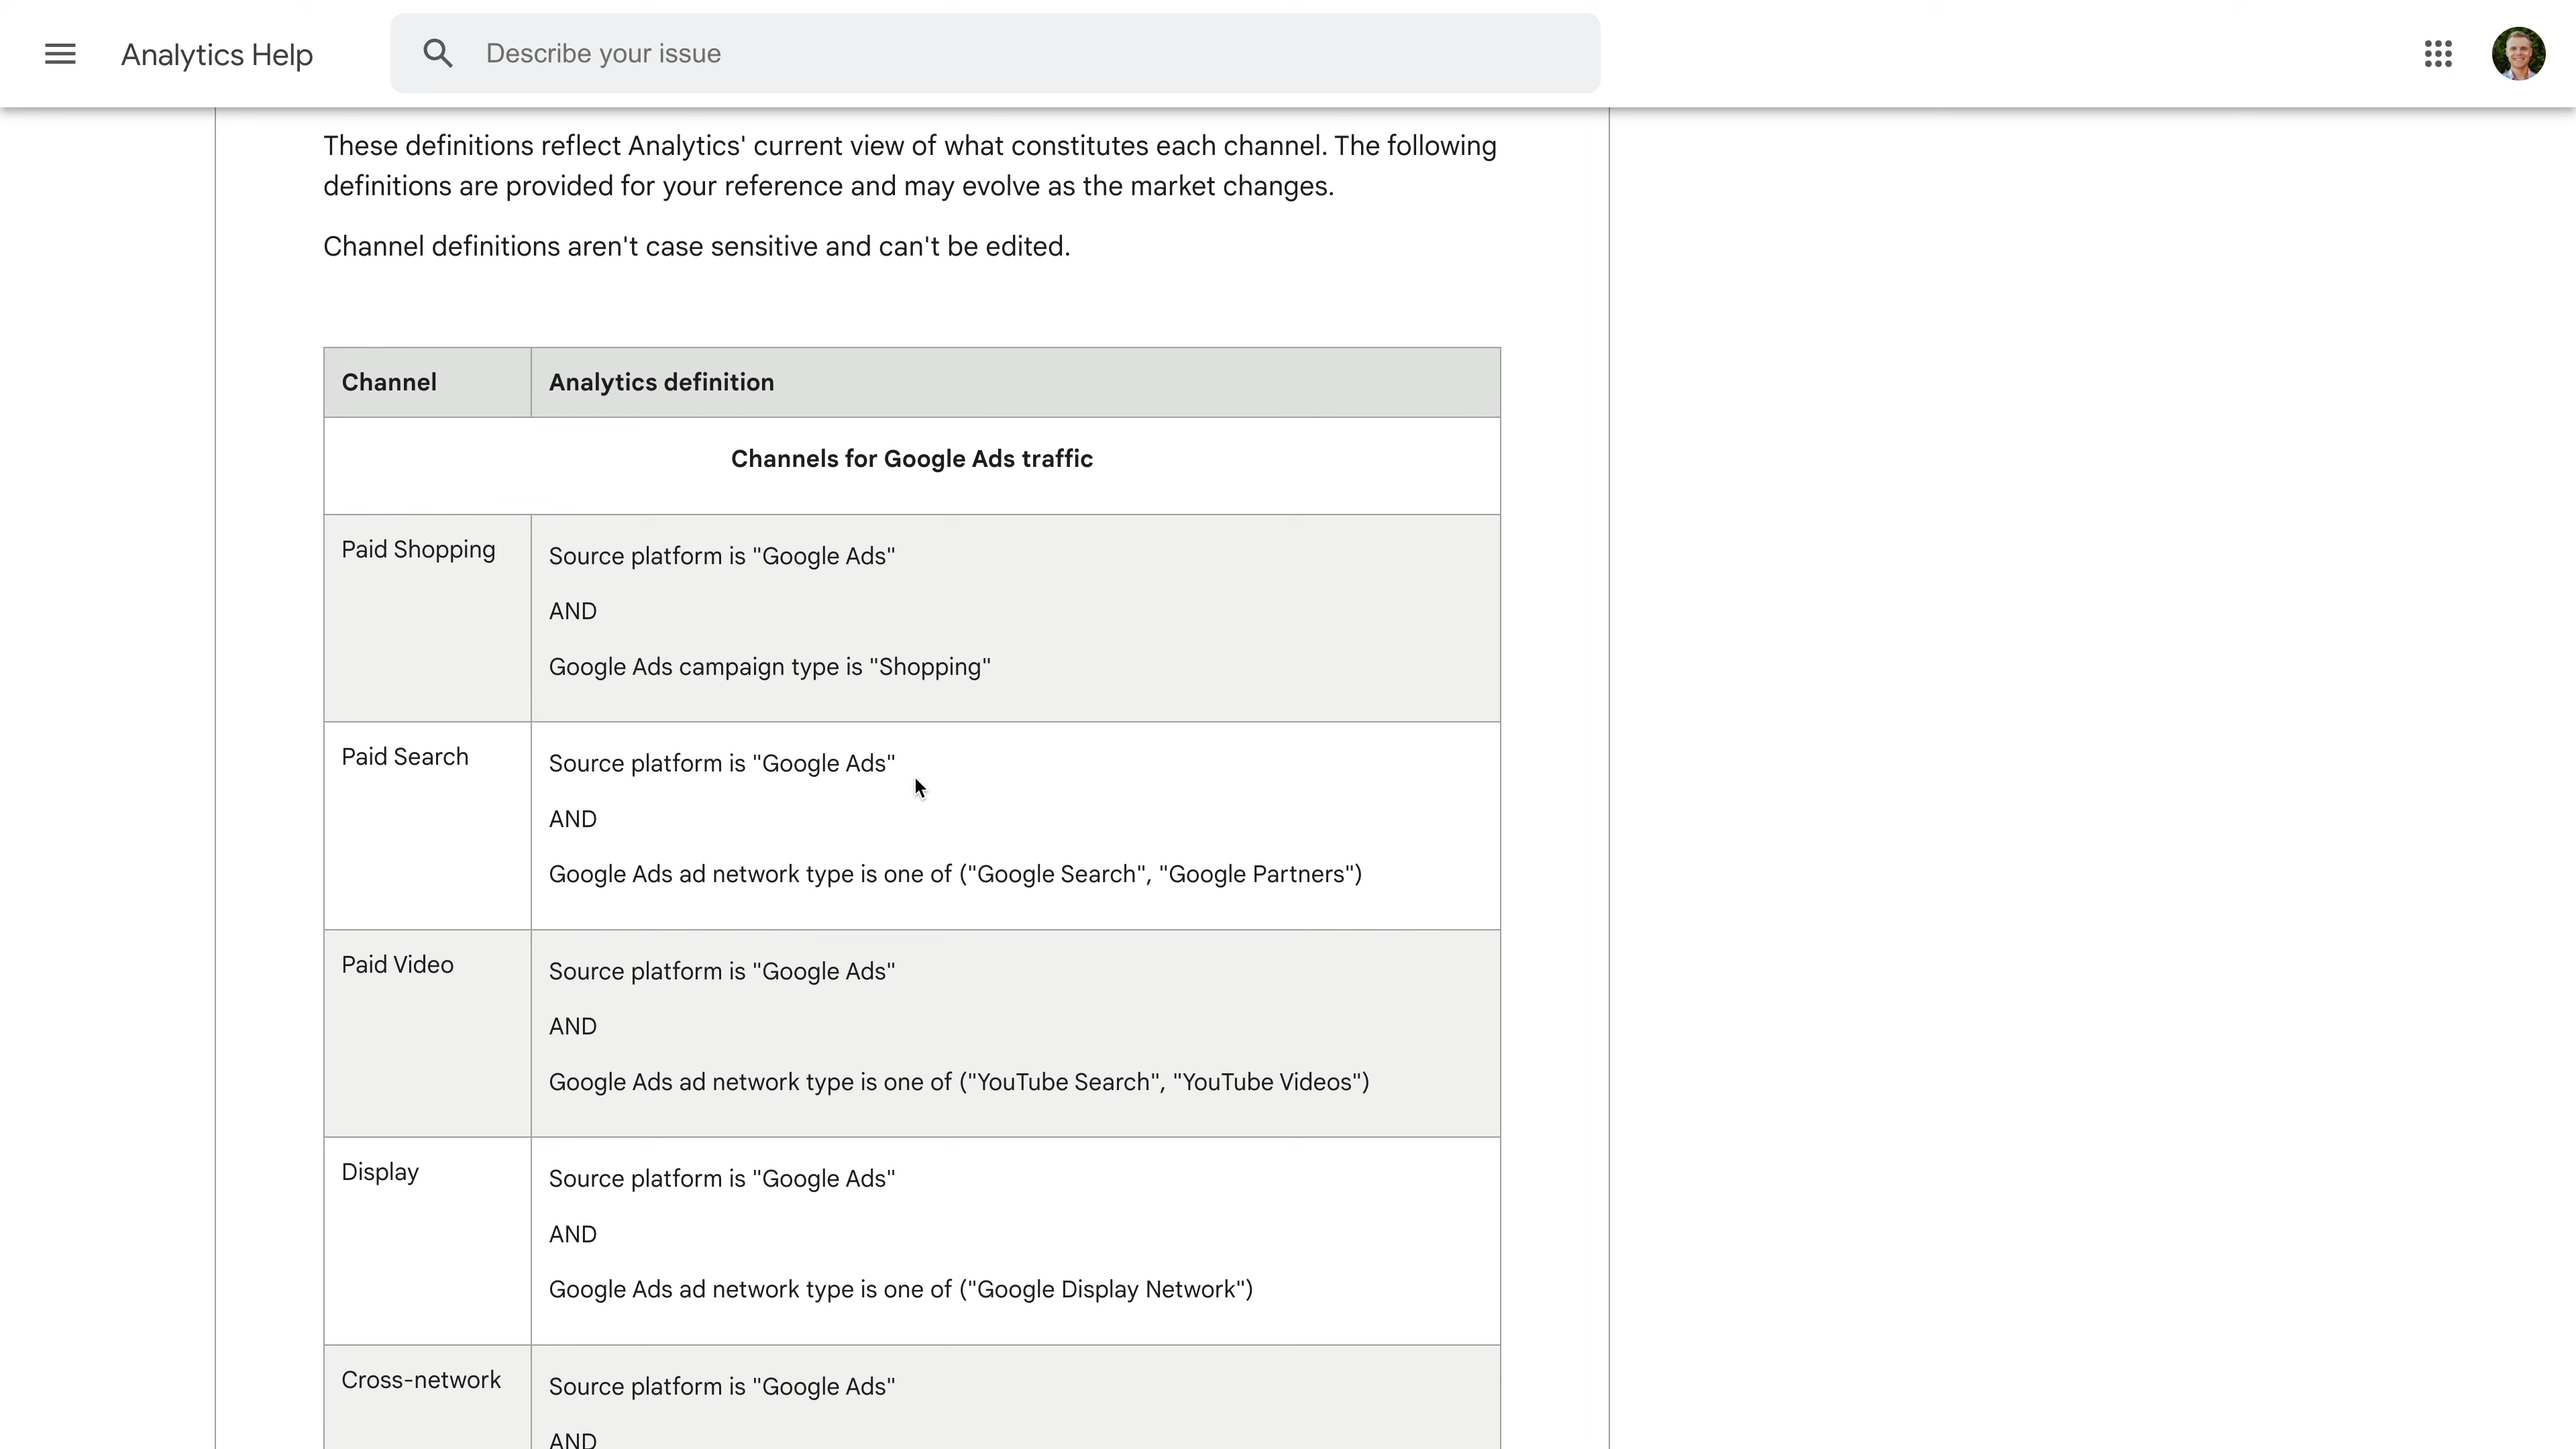 Analytics Help
Describe your issue
These definitions reflect Analytics' current view of what constitutes each channel. The following
definitions are provided for your reference and may evolve as the market changes.
Channel definitions aren't case sensitive and can't be edited.
Channel
Analytics definition
Channels for Google Ads traffic
Paid Shopping
Source platform is "Google Ads"
AND
Google Ads campaign type is "Shopping"
Paid Search
Source platform is "Google Ads"
AND
Google Ads ad network type is one of ("Google Search", "Google Partners")
Paid Video
Source platform is "Google Ads"
AND
Google Ads ad network type is one of ("YouTube Search", "YouTube Videos")
Display
Source platform is "Google Ads"
AND
Google Ads ad network type is one of ("Google Display Network")
Cross-network
Source platform is "Google Ads"
AND